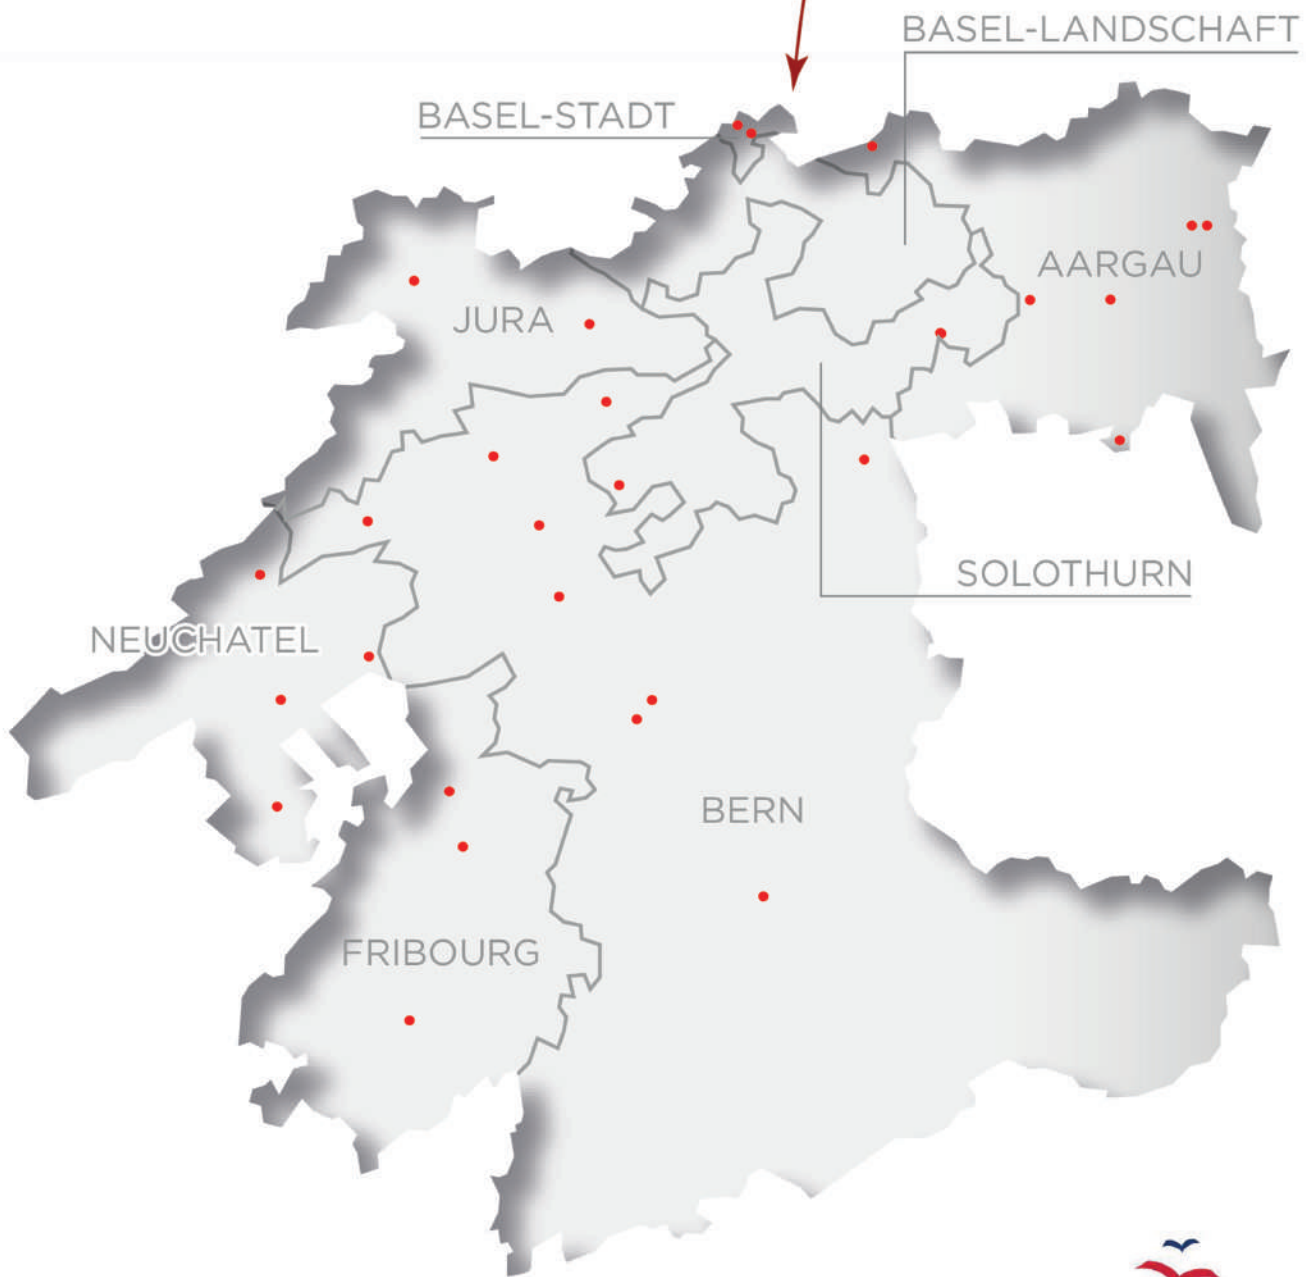 BASEL-LANDSCHAFT
BASEL-STADT
AARGAU
JURA
SOLOTHURN
NEUCHATEL
BERN
FRIBOURG